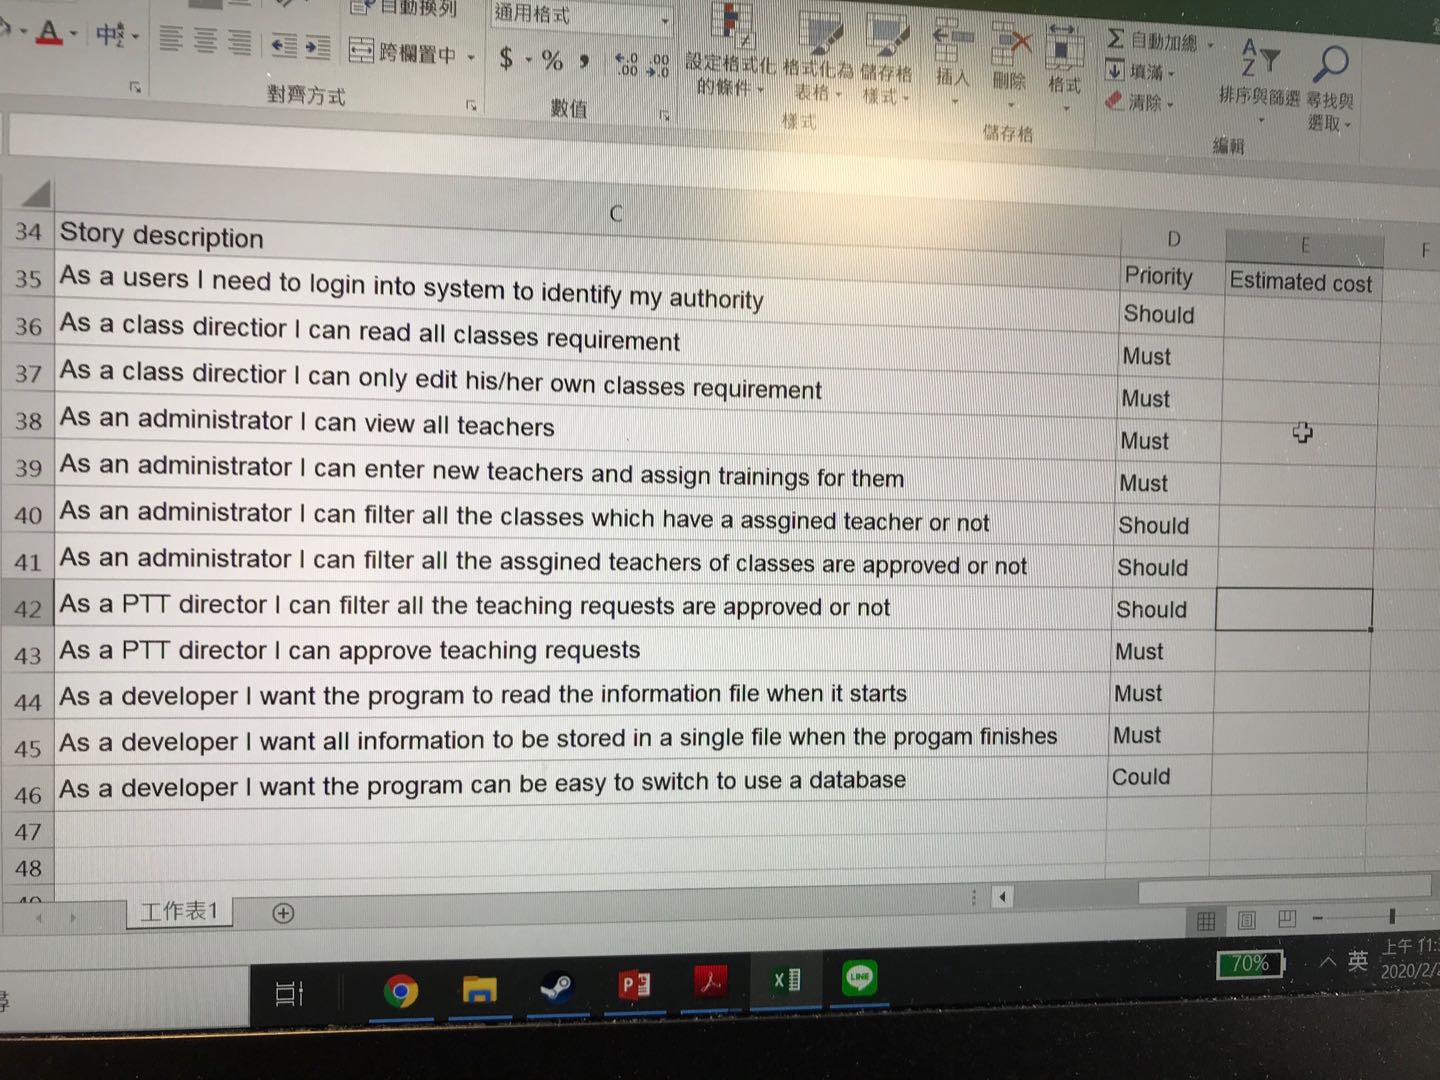 自動換列
通用格式
A
中
跨欄置中
$ % ,
.0 .00
.00 .0
設定格式化 格式化為 儲存格
的條件 表格 樣式
插入 刪除 格式
自動加總
填滿
清除
排序與篩選 尋找與
選取
對齊方式
數值
樣式
儲存格
編輯
C D E F
34 Story description Priority Estimated cost
35 As a users I need to login into system to identify my authority Should
36 As a class directior I can read all classes requirement Must
37 As a class directior I can only edit his/her own classes requirement Must
38 As an administrator I can view all teachers Must
39 As an administrator I can enter new teachers and assign trainings for them Must
40 As an administrator I can filter all the classes which have a assgined teacher or not Should
41 As an administrator I can filter all the assgined teachers of classes are approved or not Should
42 As a PTT director I can filter all the teaching requests are approved or not Should
43 As a PTT director I can approve teaching requests Must
44 As a developer I want the program to read the information file when it starts Must
45 As a developer I want all information to be stored in a single file when the progam finishes Must
46 As a developer I want the program can be easy to switch to use a database Could
47
48
工作表1
LINE
70%
英
上午 11:
2020/2/2